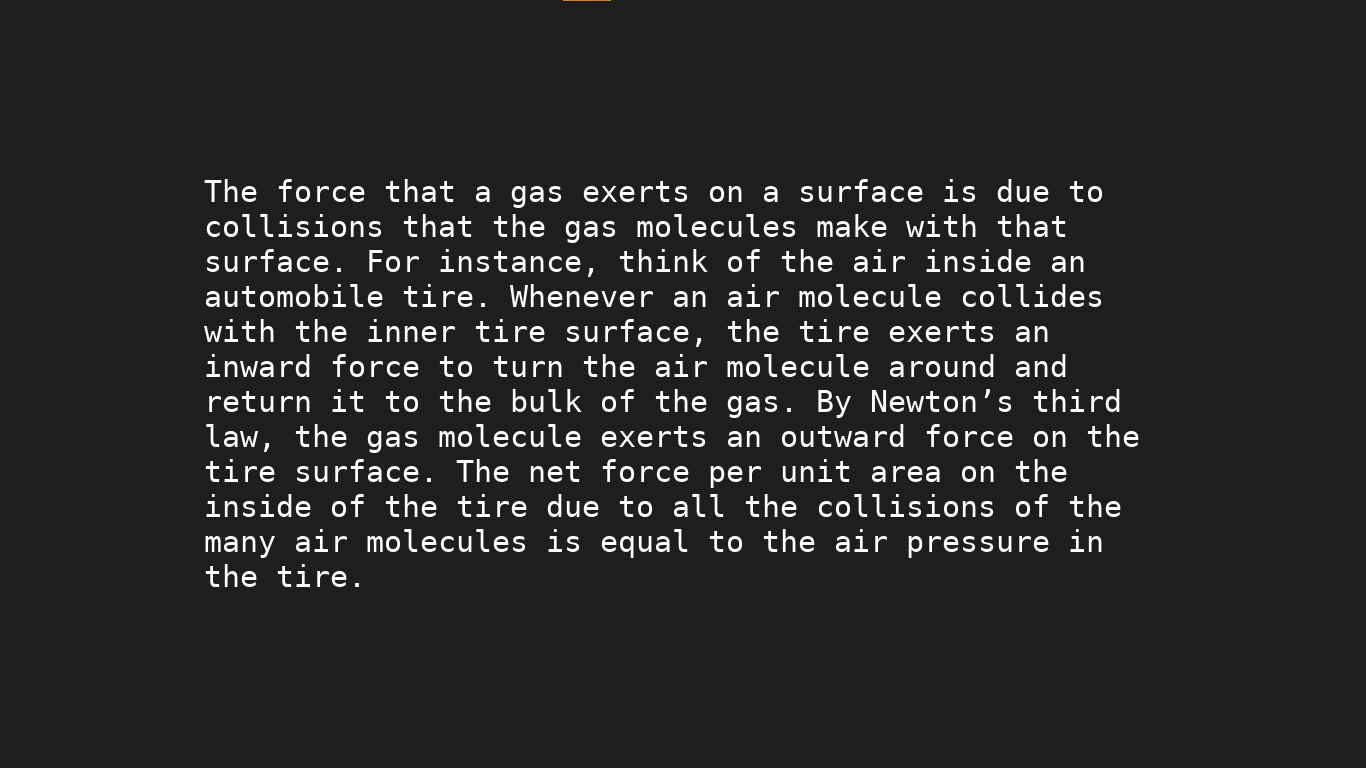 The force that a gas exerts on a surface is due to
collisions that the gas molecules make with that
surface. For instance, think of the air inside an
automobile tire. Whenever an air molecule collides
with the inner tire surface, the tire exerts an
inward force to turn the air molecule around and
return it to the bulk of the gas. By Newton’s third
law, the gas molecule exerts an outward force on the
tire surface. The net force per unit area on the
inside of the tire due to all the collisions of the
many air molecules is equal to the air pressure in
the tire.